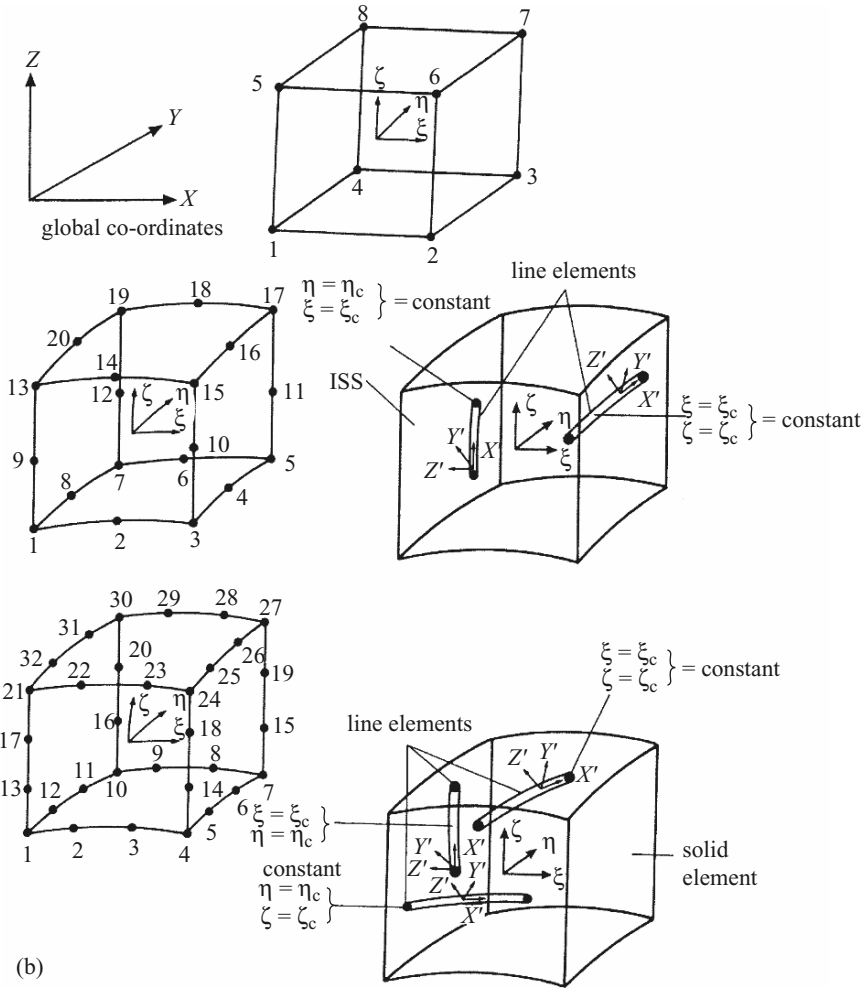 8
7
Z
5
6
ζ
η
ξ
Y
4
3
X
global co-ordinates
1
2
line elements
18
17
19
η = ηc
ξ = ξc } = constant
20
16
14
13
15
12
ζ
η
ξ
11
ISS
Z' Y'
X'
ζ
η
ξ
ξ = ξc
ζ = ζc } = constant
Y'
X'
Z'
9
10
5
7
6
8
4
1
2
3
30
29
28
27
31
20
26
32
22
23
25
19
21
24
ζ
η
ξ
16
18
15
17
9
8
11
10
7
13
12
14
6
5
1
2
3
4
ξ = ξc
ζ = ζc } = constant
line elements
Z' Y'
X'
ξ = ξc
η = ηc }
ζ
η
ξ
Y'
X'
Z'
solid
element
constant
η = ηc
ζ = ζc }
Z'
Y'
X'
(b)